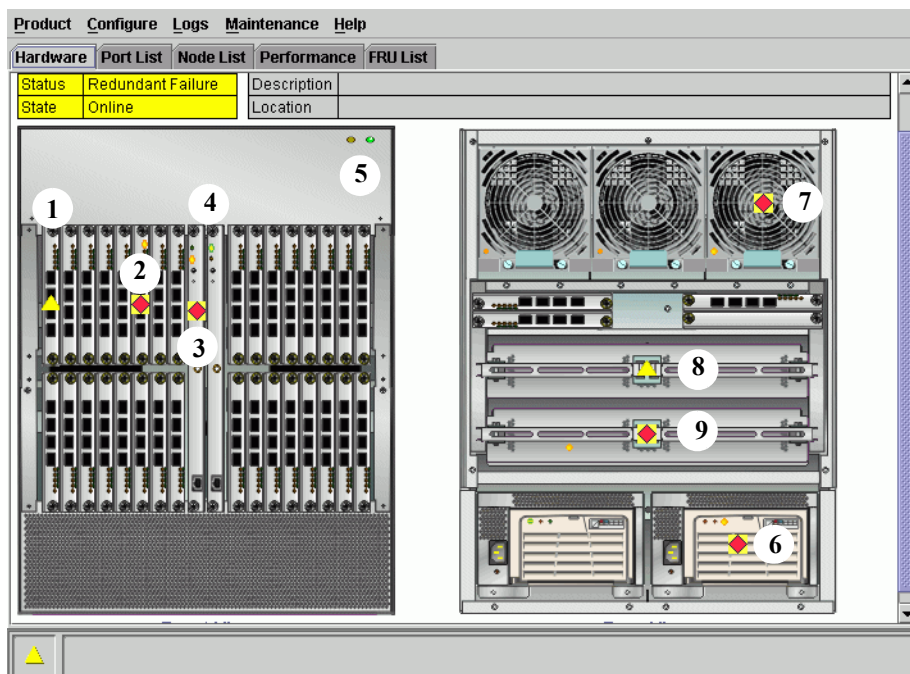 Product Configure Logs Maintenance Help
Hardware Port List Node List Performance FRU List
Status Redundant Failure Description
State Online Location
5
1
4
7
2
3
8
9
6